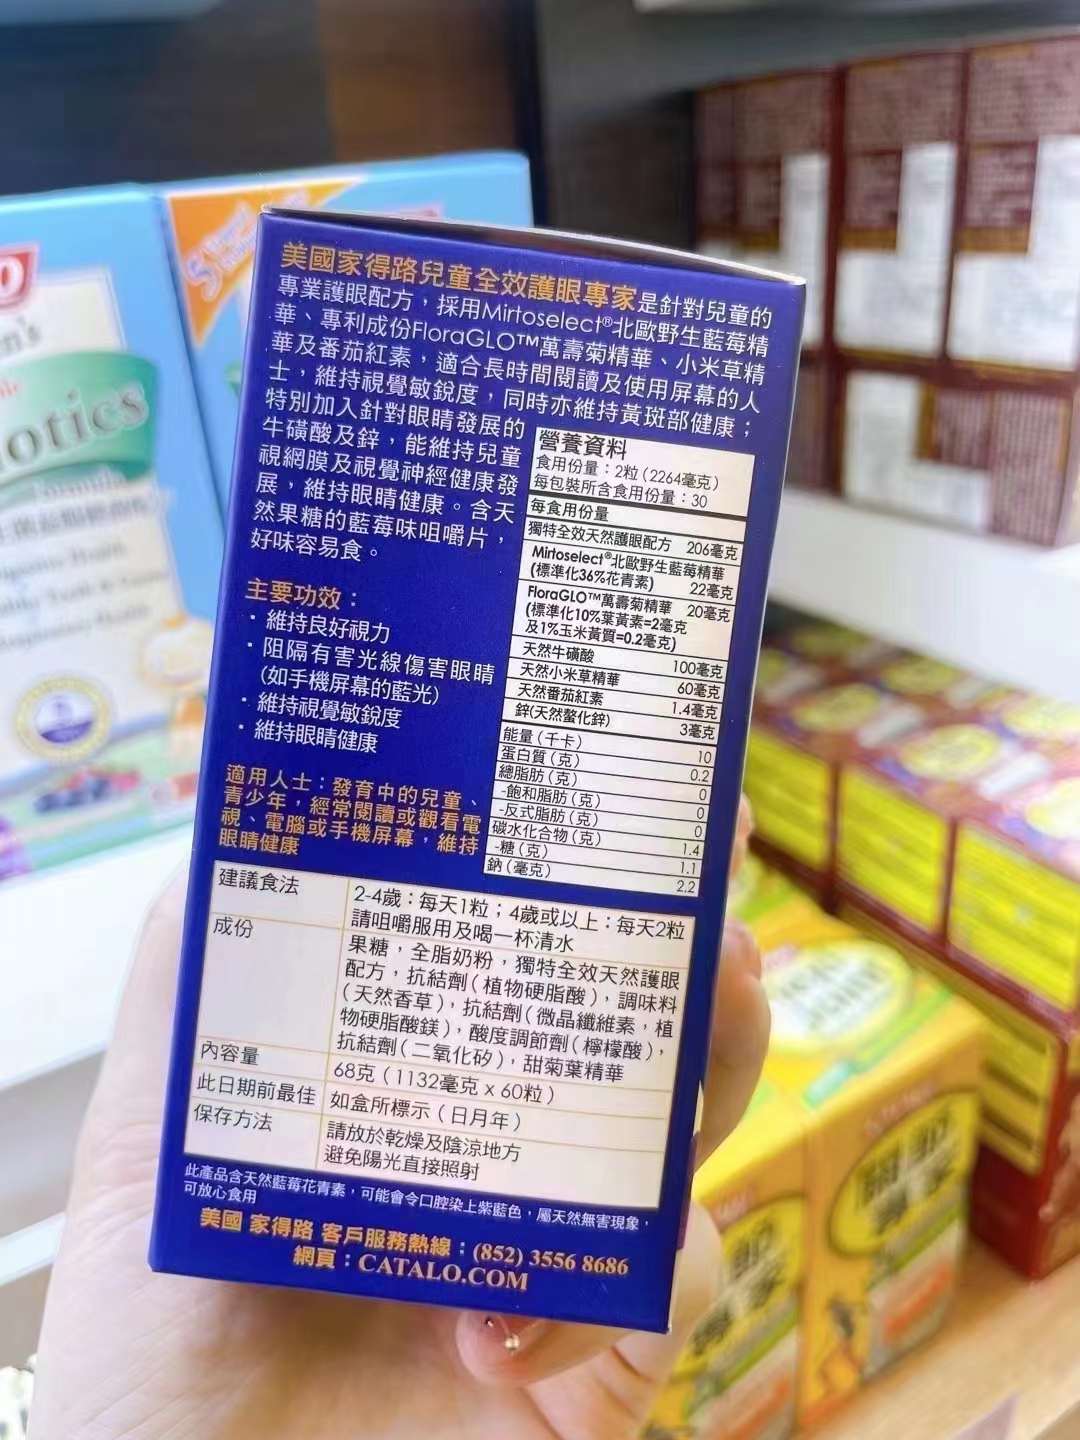 美國家得路兒童全效護眼專家是針對兒童的
專業護眼配方，採用Mirtoselect®北歐野生藍莓精
華、專利成份FloraGLO™萬壽菊精華、小米草精
華及番茄紅素，適合長時間閱讀及使用屏幕的人
士，維持視覺敏銳度，同時亦維持黃斑部健康；
特別加入針對眼睛發展的
牛磺酸及鋅，能維持兒童
視網膜及視覺神經健康發
展，維持眼睛健康。含天
然果糖的藍莓味咀嚼片，
好味容易食。
主要功效：
· 維持良好視力
· 阻隔有害光線傷害眼睛
(如手機屏幕的藍光)
· 維持視覺敏銳度
· 維持眼睛健康
適用人士：發育中的兒童、
青少年，經常閱讀或觀看電
視、電腦或手機屏幕，維持
眼睛健康
營養資料
食用份量：2粒(2264毫克)
每包裝所含食用份量：30
每食用份量
獨特全效天然護眼配方 206毫克
Mirtoselect®北歐野生藍莓精華
(標準化36%花青素) 22毫克
FloraGLO™萬壽菊精華 20毫克
(標準化10%葉黃素=2毫克
及1%玉米黃質=0.2毫克)
天然牛磺酸 100毫克
天然小米草精華 60毫克
天然番茄紅素 1.4毫克
鋅(天然螯化鋅) 3毫克
能量(千卡) 10
蛋白質(克) 0.2
總脂肪(克) 0
-飽和脂肪(克) 0
-反式脂肪(克) 0
碳水化合物(克) 1.4
-糖(克) 1.1
鈉(毫克) 2.2
建議食法
2-4歲：每天1粒；4歲或以上：每天2粒
請咀嚼服用及喝一杯清水
成份
果糖，全脂奶粉，獨特全效天然護眼
配方，抗結劑(植物硬脂酸)，調味料
(天然香草)，抗結劑(微晶纖維素，植
物硬脂酸鎂)，酸度調節劑(檸檬酸)，
抗結劑(二氧化矽)，甜菊葉精華
內容量
68克(1132毫克 x 60粒)
此日期前最佳
如盒所標示(日月年)
保存方法
請放於乾燥及陰涼地方
避免陽光直接照射
此產品含天然藍莓花青素，可能會令口腔染上紫藍色，屬天然無害現象，
可放心食用
美國 家得路 客戶服務熱線：(852) 3556 8686
網頁：CATALO.COM